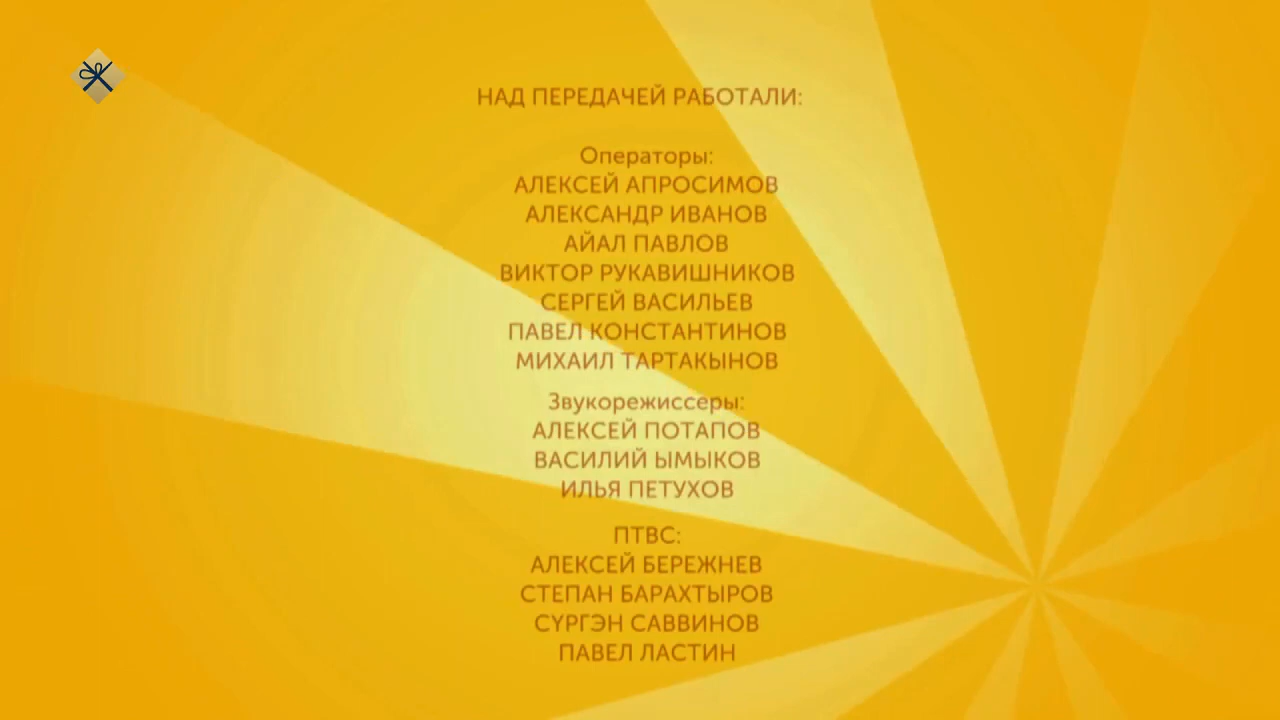 НАД ПЕРЕДАЧЕЙ РАБОТАЛИ:
Операторы:
АЛЕКСЕЙ АПРОСИМОВ
АЛЕКСАНДР ИВАНОВ
АЙАЛ ПАВЛОВ
ВИКТОР РУКАВИШНИКОВ
СЕРГЕЙ ВАСИЛЬЕВ
ПАВЕЛ КОНСТАНТИНОВ
МИХАИЛ ТАРТАКЫНОВ
Звукорежиссеры:
АЛЕКСЕЙ ПОТАПОВ
ВАСИЛИЙ ЫМЫКОВ
ИЛЬЯ ПЕТУХОВ
ПТВС:
АЛЕКСЕЙ БЕРЕЖНЕВ
СТЕПАН БАРАХТЫРОВ
СҮРГЭН САВВИНОВ
ПАВЕЛ ЛАСТИН